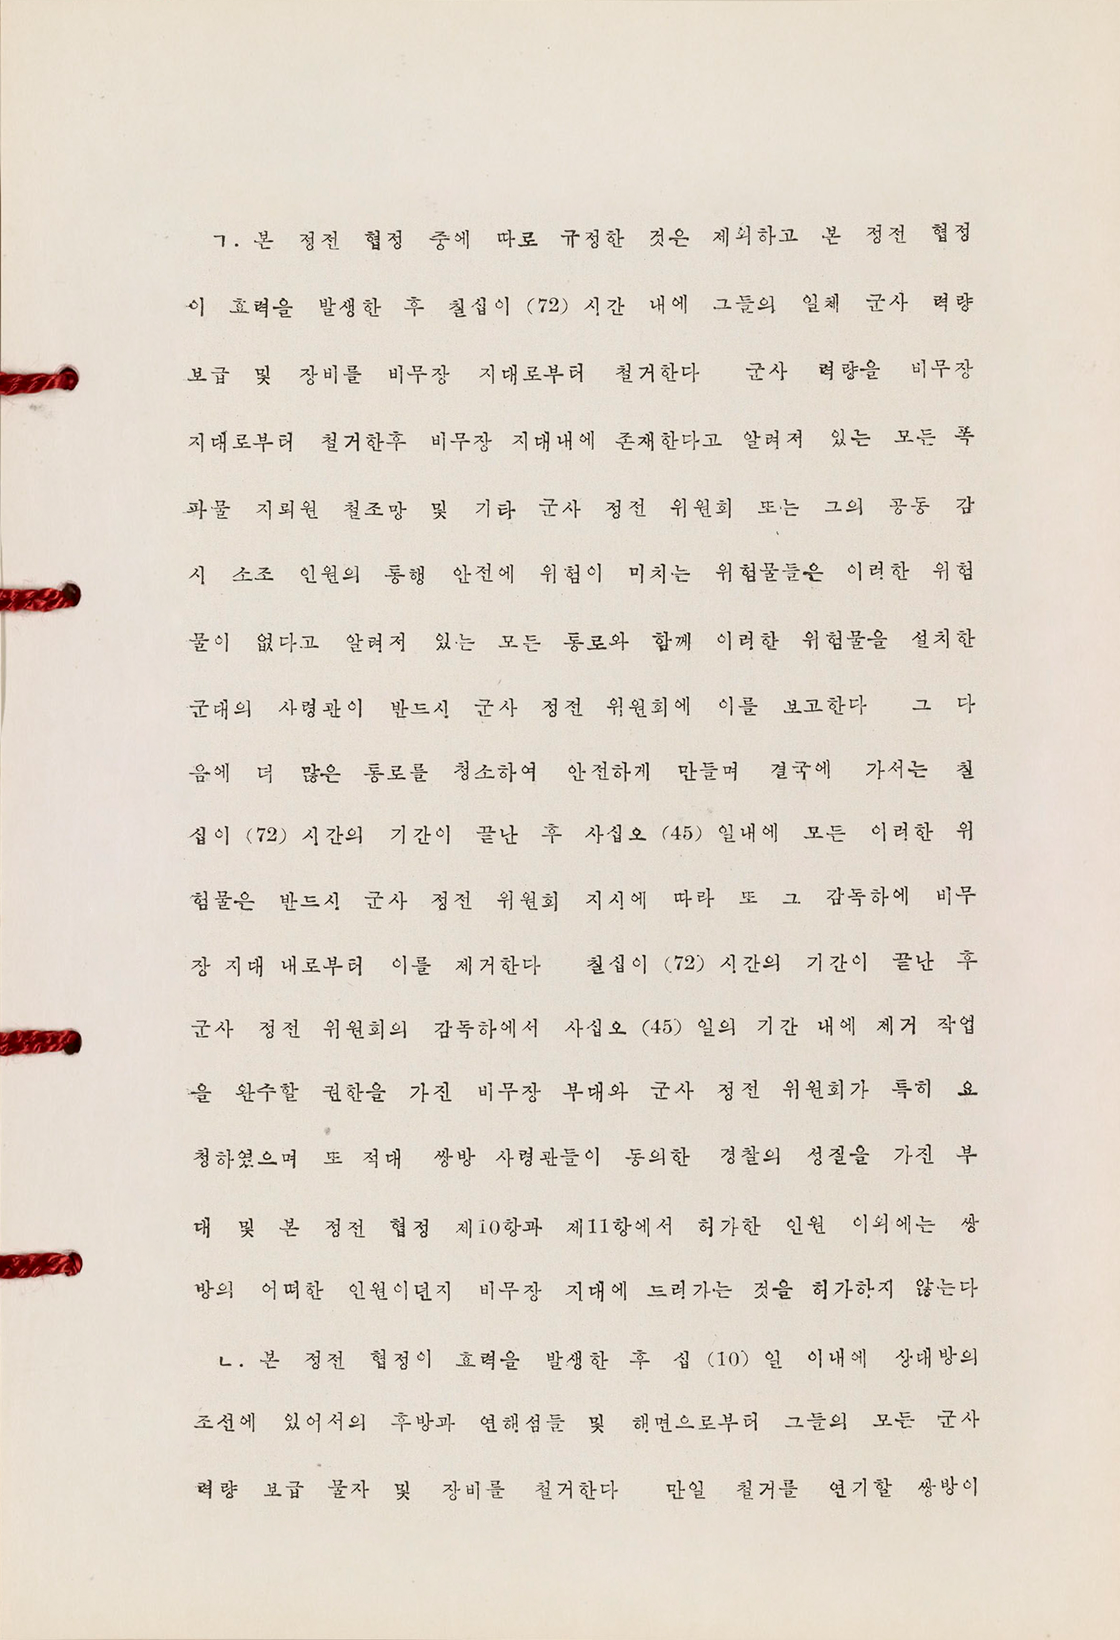 ㄱ. 본 정전 협정 중에 따로 규정한 것은 제외하고 본 정전 협정
이 효력을 발생한 후 칠십이 (72) 시간 내에 그들의 일체 군사 력량
보급 및 장비를 비무장 지대로부터 철거한다 군사 력량을 비무장
지대로부터 철거한후 비무장 지대내에 존재한다고 알려져 있는 모든 폭
파물 지뢰원 철조망 및 기타 군사 정전 위원회 또는 그의 공동 감
시 소조 인원의 통행 안전에 위험이 미치는 위험물들은 이러한 위험
물이 없다고 알려져 있는 모든 통로와 함께 이러한 위험물을 설치한
군대의 사령관이 반드시 군사 정전 위원회에 이를 보고한다 그 다
음에 더 많은 통로를 청소하여 안전하게 만들며 결국에 가서는 칠
십이 (72) 시간의 기간이 끝난 후 사십오 (45) 일내에 모든 이러한 위
험물은 반드시 군사 정전 위원회 지시에 따라 또 그 감독하에 비무
장 지대 내로부터 이를 제거한다 칠십이 (72) 시간의 기간이 끝난 후
군사 정전 위원회의 감독하에서 사십오 (45) 일의 기간 내에 제거 작업
을 완수할 권한을 가진 비무장 부대와 군사 정전 위원회가 특히 요
청하였으며 또 적대 쌍방 사령관들이 동의한 경찰의 성질을 가진 부
대 및 본 정전 협정 제10항과 제11항에서 허가한 인원 이외에는 쌍
방의 어떠한 인원이던지 비무장 지대에 드러가는 것을 허가하지 않는다
ㄴ. 본 정전 협정이 효력을 발생한 후 십 (10) 일 이내에 상대방의
조선에 있어서의 후방과 연해섬들 및 해면으로부터 그들의 모든 군사
력량 보급 물자 및 장비를 철거한다 만일 철거를 연기할 쌍방이